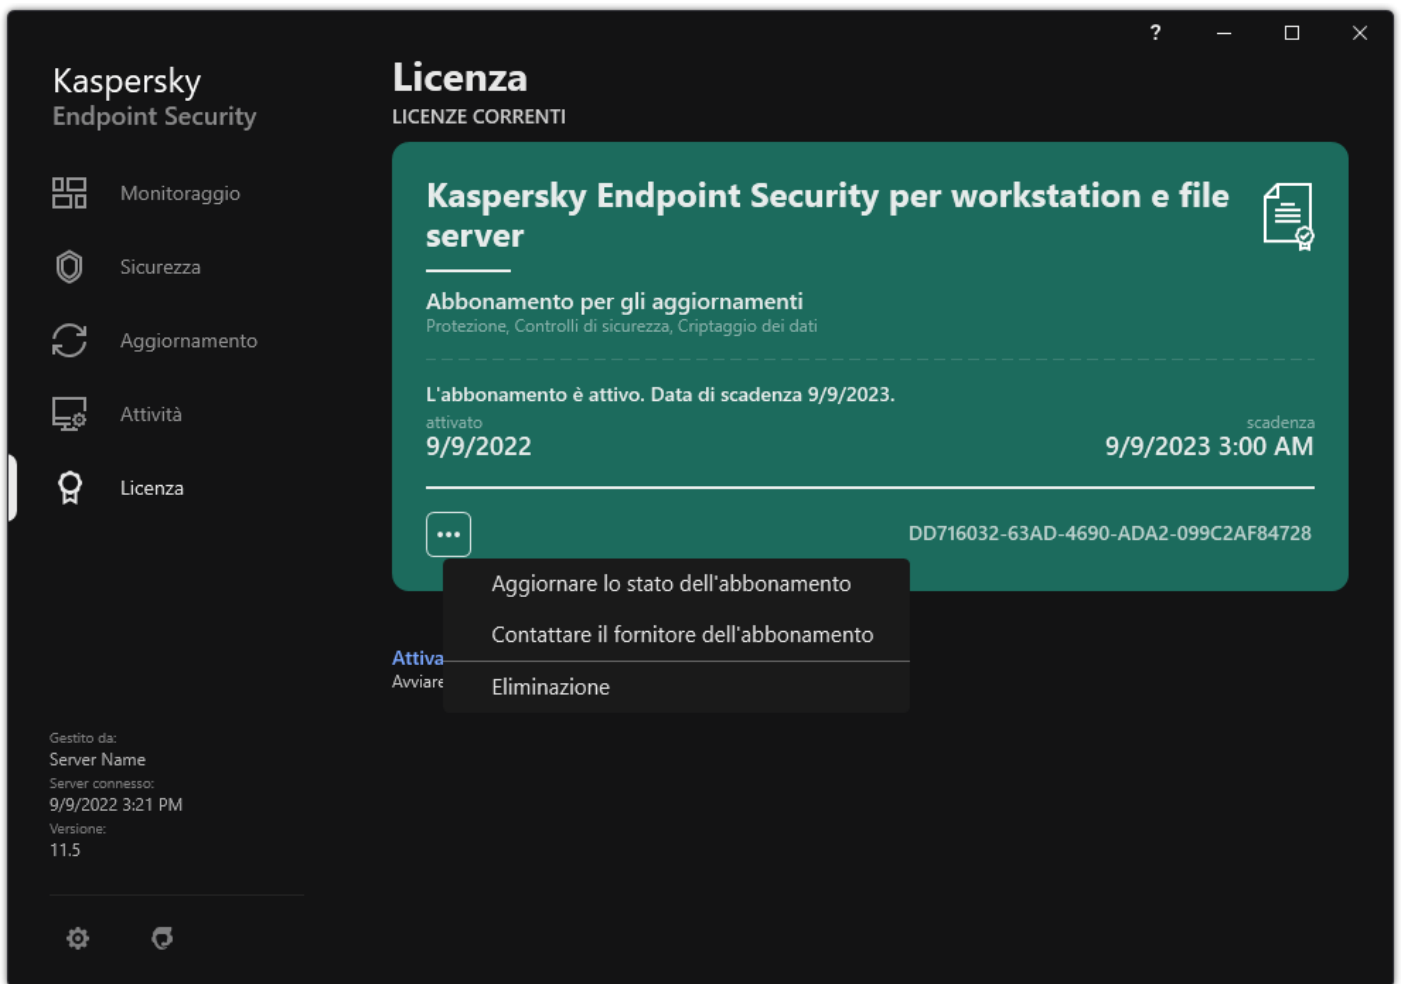 ?
Kaspersky
Endpoint Security
Monitoraggio
Sicurezza
Aggiornamento
Attività
Licenza
Gestito da:
Server Name
Server connesso:
9/9/2022 3:21 PM
Versione:
11.5
Licenza
LICENZE CORRENTI
Kaspersky Endpoint Security per workstation e file
server
Abbonamento per gli aggiornamenti
Protezione, Controlli di sicurezza, Criptaggio dei dati
L'abbonamento è attivo. Data di scadenza 9/9/2023.
attivato scadenza
9/9/2022 9/9/2023 3:00 AM
DD716032-63AD-4690-ADA2-099C2AF84728
Aggiornare lo stato dell'abbonamento
Contattare il fornitore dell'abbonamento
Eliminazione
Attiva
Avviare